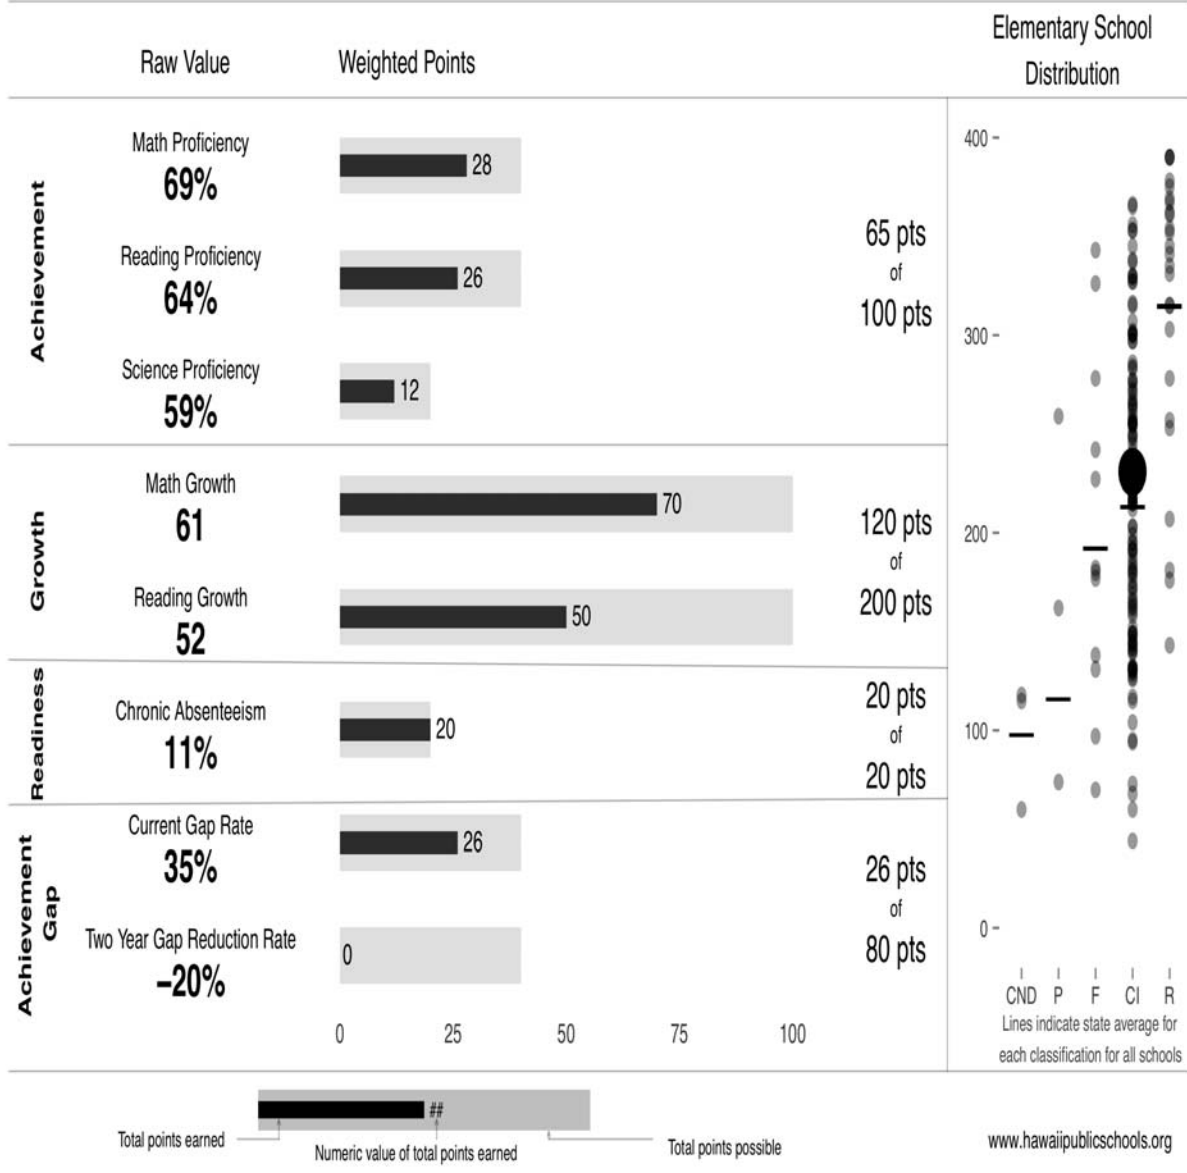 Elementary School
Distribution
Raw Value
Weighted Points
Achievement
Math Proficiency
69%
28
Reading Proficiency
64%
26
Science Proficiency
59%
12
65 pts
of
100 pts
Growth
Math Growth
61
70
Reading Growth
52
50
120 pts
of
200 pts
Readiness
Chronic Absenteeism
11%
20
20 pts
of
20 pts
Achievement
Gap
Current Gap Rate
35%
26
Two Year Gap Reduction Rate
−20%
0
26 pts
of
80 pts
0 25 50 75 100
400
300
200
100
0
CND P F CI R
Lines indicate state average for
each classification for all schools
##
Total points earned
Numeric value of total points earned
Total points possible
www.hawaiipublicschools.org